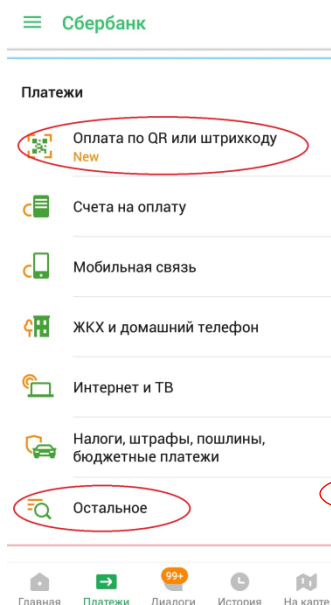 Сбербанк
Платежи
Оплата по QR или штрихкоду
New
Счета на оплату
Мобильная связь
ЖКХ и домашний телефон
Интернет и ТВ
Налоги, штрафы, пошлины,
бюджетные платежи
Остальное
99+
Главная Платежи Диалоги История На карте